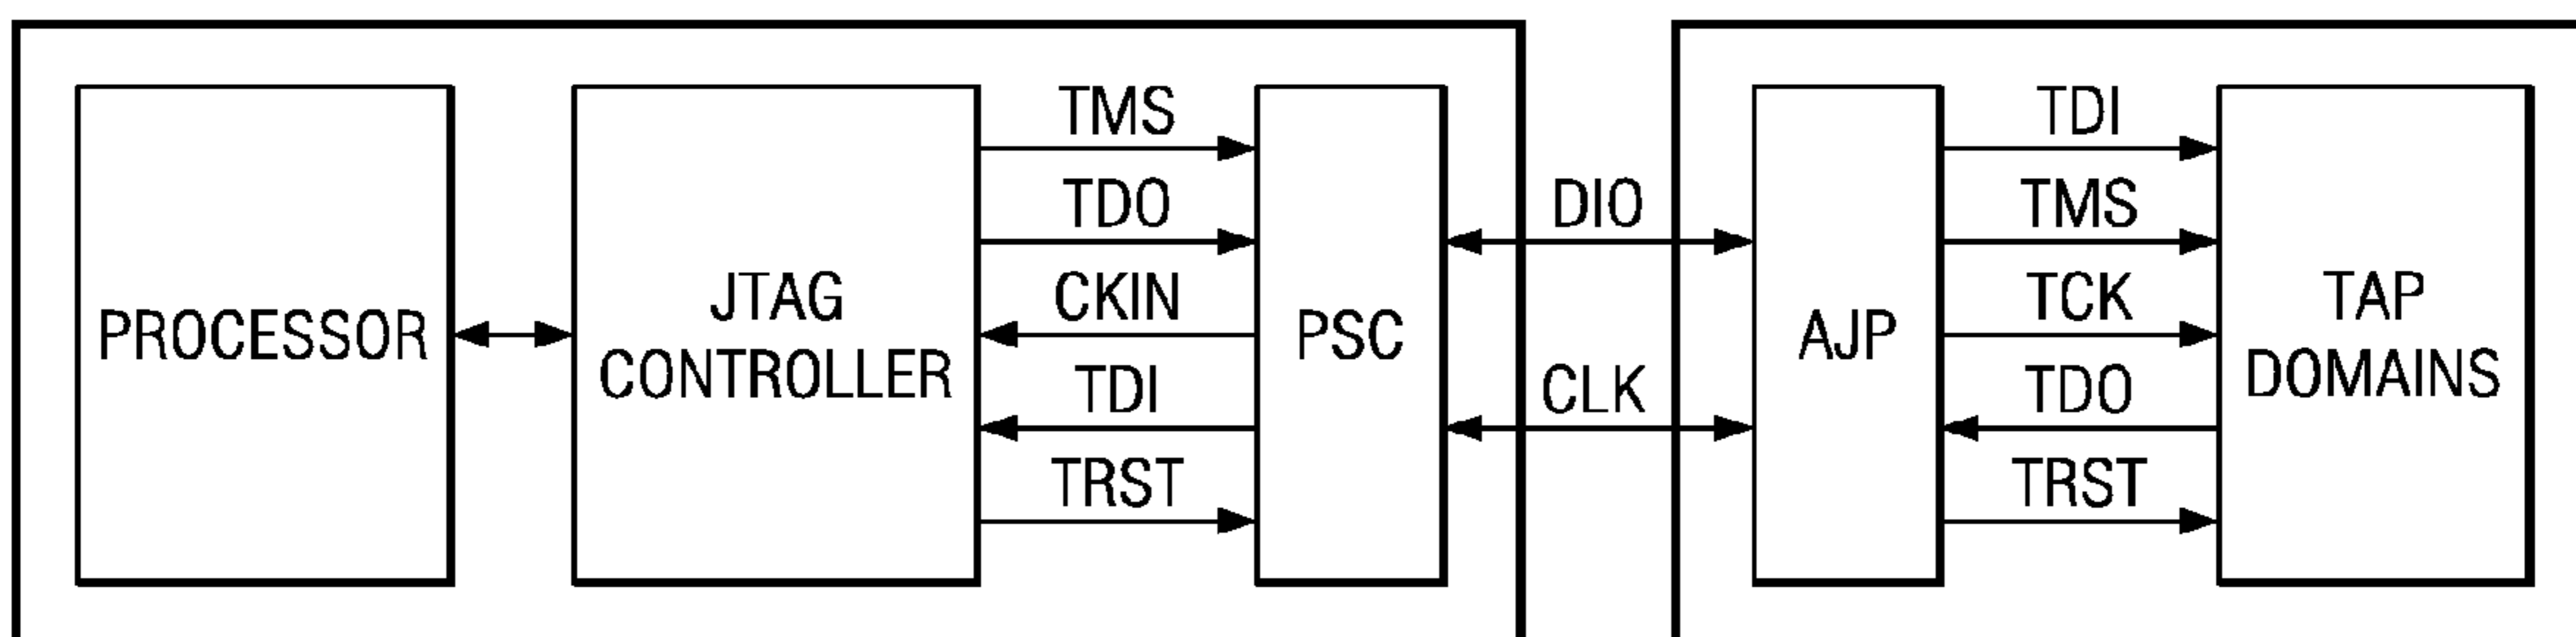 PROCESSOR
JTAG
CONTROLLER
TMS
TDO
CKIN
TDI
TRST
PSC
DIO
CLK
AJP
TDI
TMS
TCK
TDO
TRST
TAP
DOMAINS